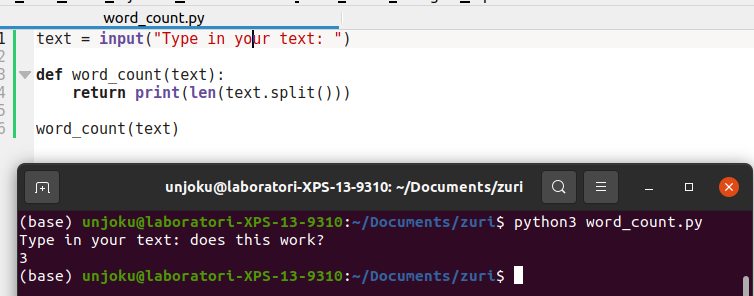 word_count.py
1 text = input("Type in your text: ")
2
3 def word_count(text):
4     return print(len(text.split()))
5
6 word_count(text)
unjoku@laboratori-XPS-13-9310: ~/Documents/zuri
(base) unjoku@laboratori-XPS-13-9310:~/Documents/zuri$ python3 word_count.py
Type in your text: does this work?
3
(base) unjoku@laboratori-XPS-13-9310:~/Documents/zuri$